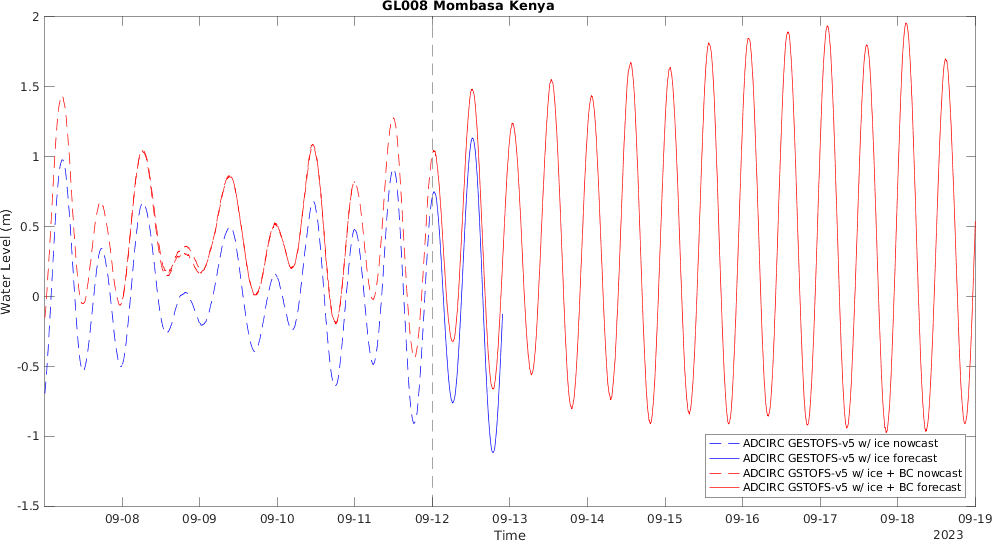 GL008 Mombasa Kenya
2
1.5
1
0.5
0
-0.5
-1
-1.5
Water Level (m)
09-08 09-09 09-10 09-11 09-12 09-13 09-14 09-15 09-16 09-17 09-18 09-19
Time
2023
ADCIRC GESTOFS-v5 w/ ice nowcast
ADCIRC GESTOFS-v5 w/ ice forecast
ADCIRC GSTOFS-v5 w/ ice + BC nowcast
ADCIRC GSTOFS-v5 w/ ice + BC forecast